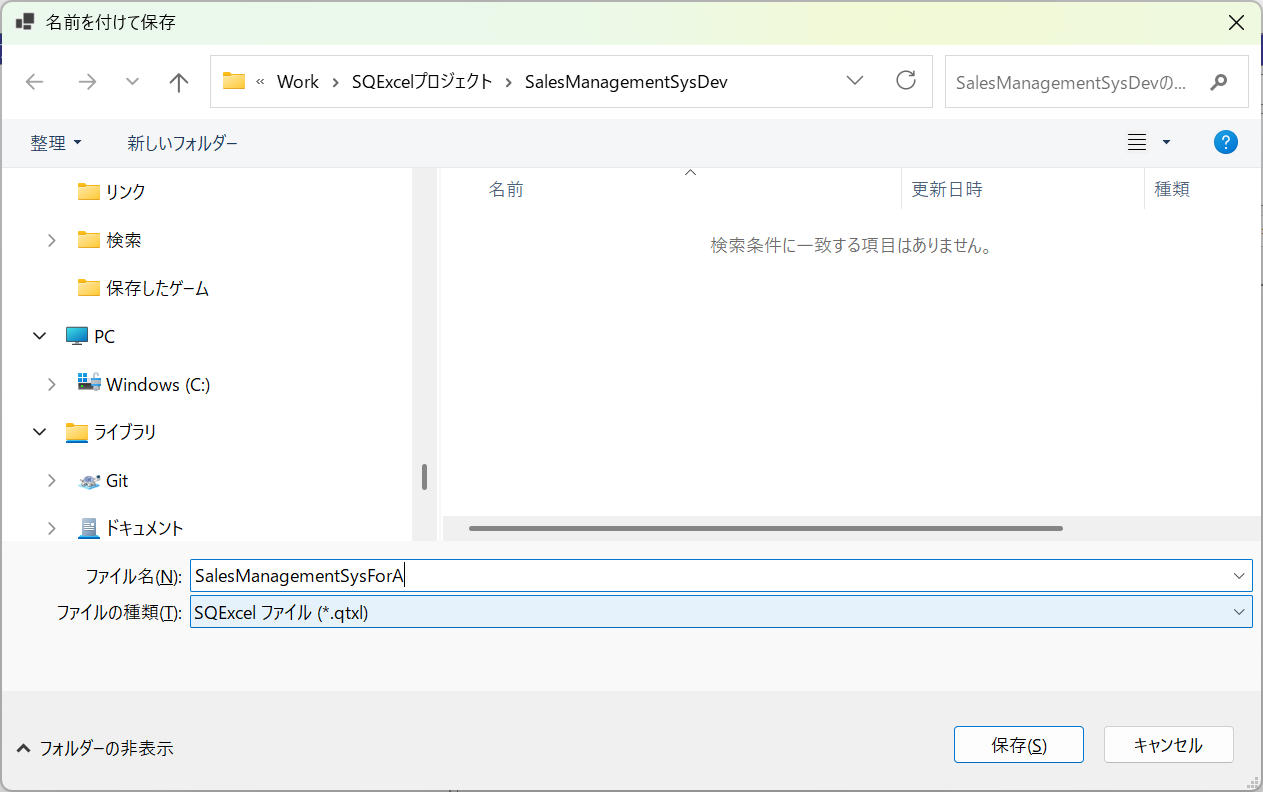 名前を付けて保存
« Work › SQExcelプロジェクト › SalesManagementSysDev
SalesManagementSysDevの...
整理
新しいフォルダー
?
リンク
検索
保存したゲーム
PC
Windows (C:)
ライブラリ
Git
ドキュメント
名前 更新日時 種類
検索条件に一致する項目はありません。
ファイル名(N): SalesManagementSysForA
ファイルの種類(T): SQExcel ファイル (*.qtxl)
フォルダーの非表示
保存(S)
キャンセル